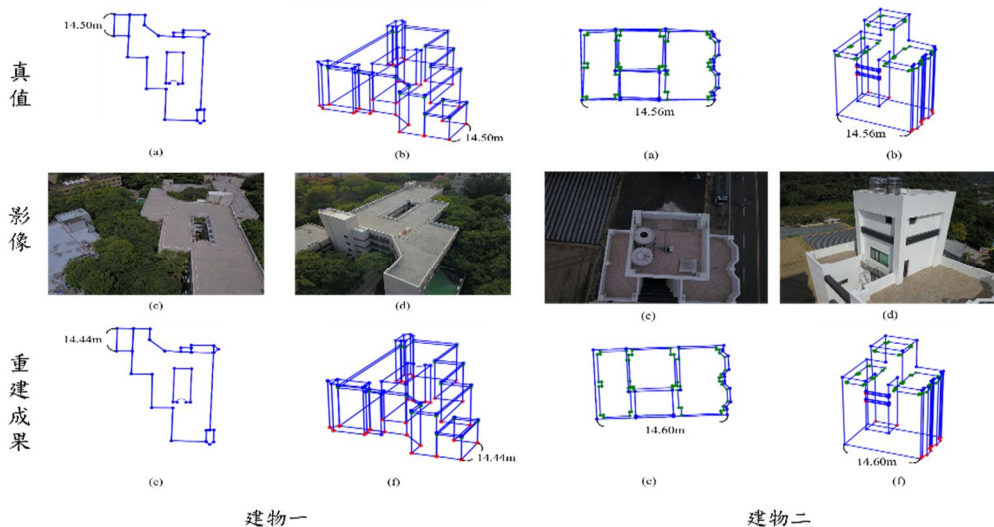 真值
14.50m
14.50m
14.56m
14.56m
(a)
(b)
(a)
(b)
影像
(c)
(d)
(c)
(d)
重建成果
14.44m
14.44m
14.60m
14.60m
(e)
(f)
(e)
(f)
建物一
建物二